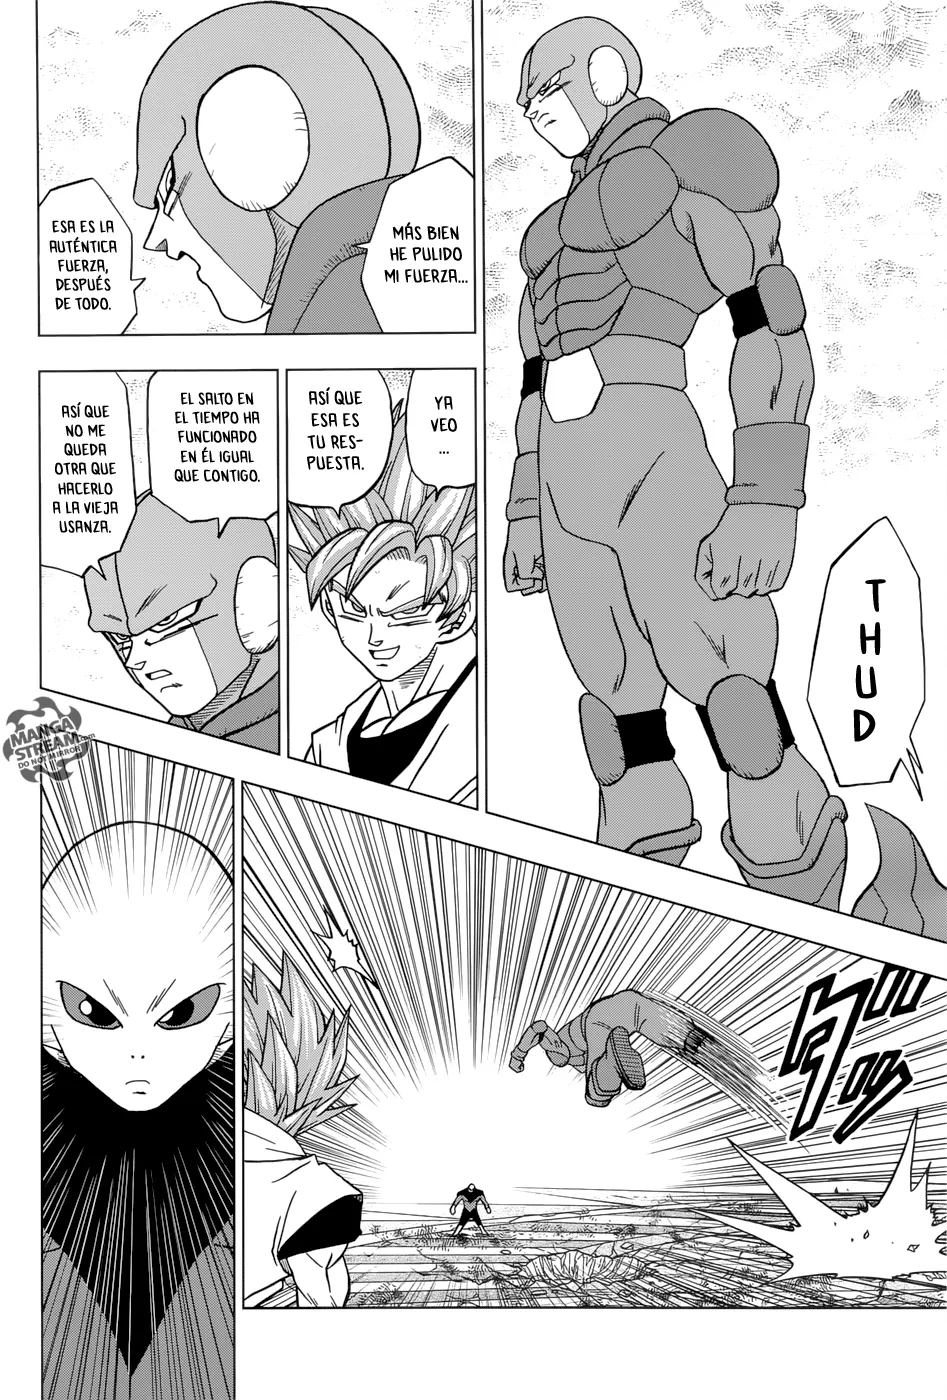 MÁS BIEN
HE PULIDO
MI FUERZA...
ESA ES LA
AUTÉNTICA
FUERZA,
DESPUÉS
DE TODO.
THUD
YA
VEO
...
ASÍ QUE
ESA ES
TU RES-
PUESTA.
EL SALTO EN
EL TIEMPO HA
FUNCIONADO
EN ÉL IGUAL
QUE CONTIGO.
ASÍ QUE
NO ME
QUEDA
OTRA QUE
HACERLO
A LA VIEJA
USANZA.
MANGA
STREAM.com
DO NOT MIRROR